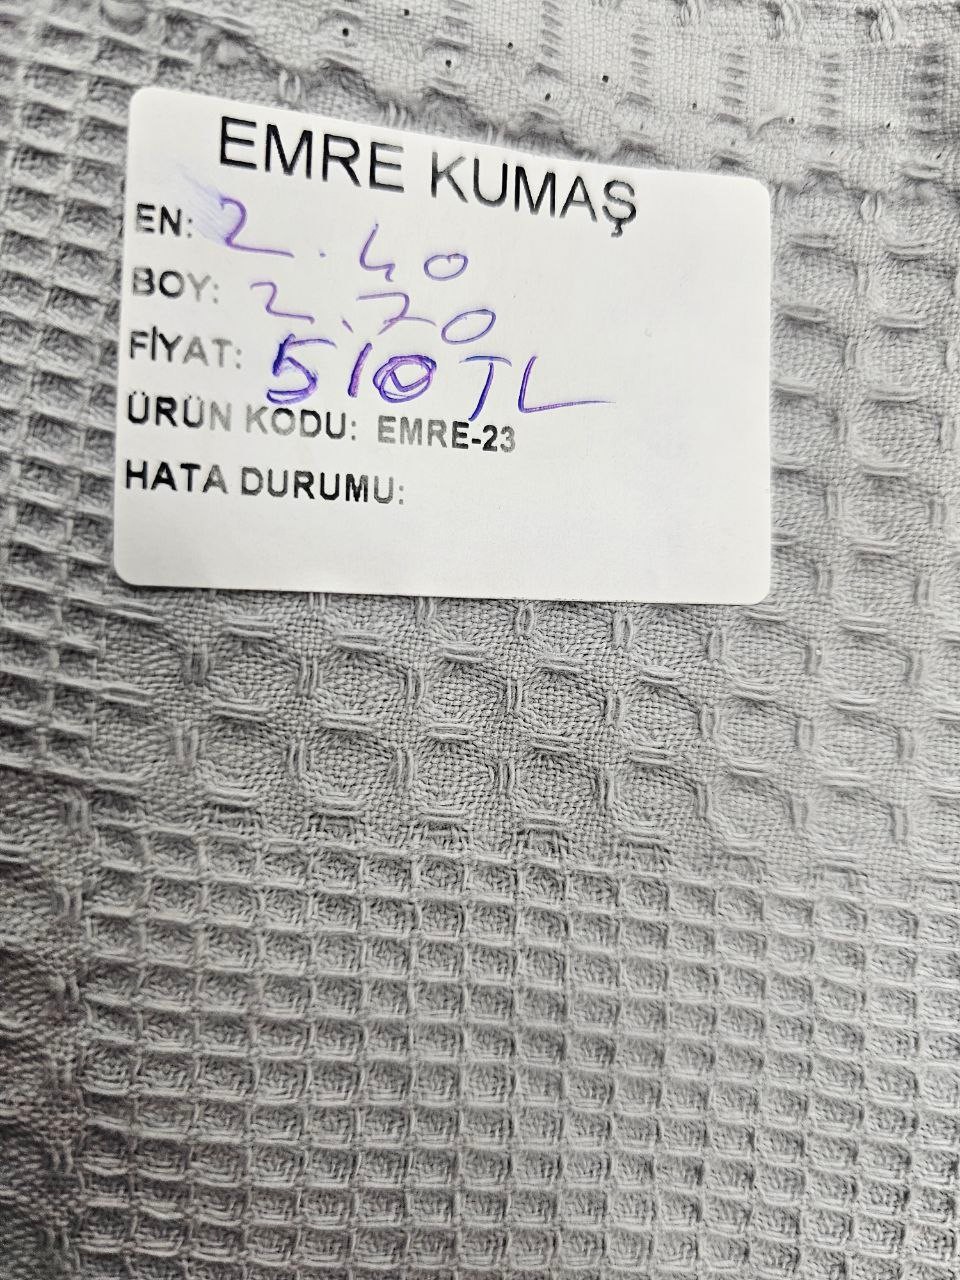 EMRE KUMAŞ
EN: 2.40
BOY: 2.70
FİYAT: 510 TL
ÜRÜN KODU: EMRE-23
HATA DURUMU: